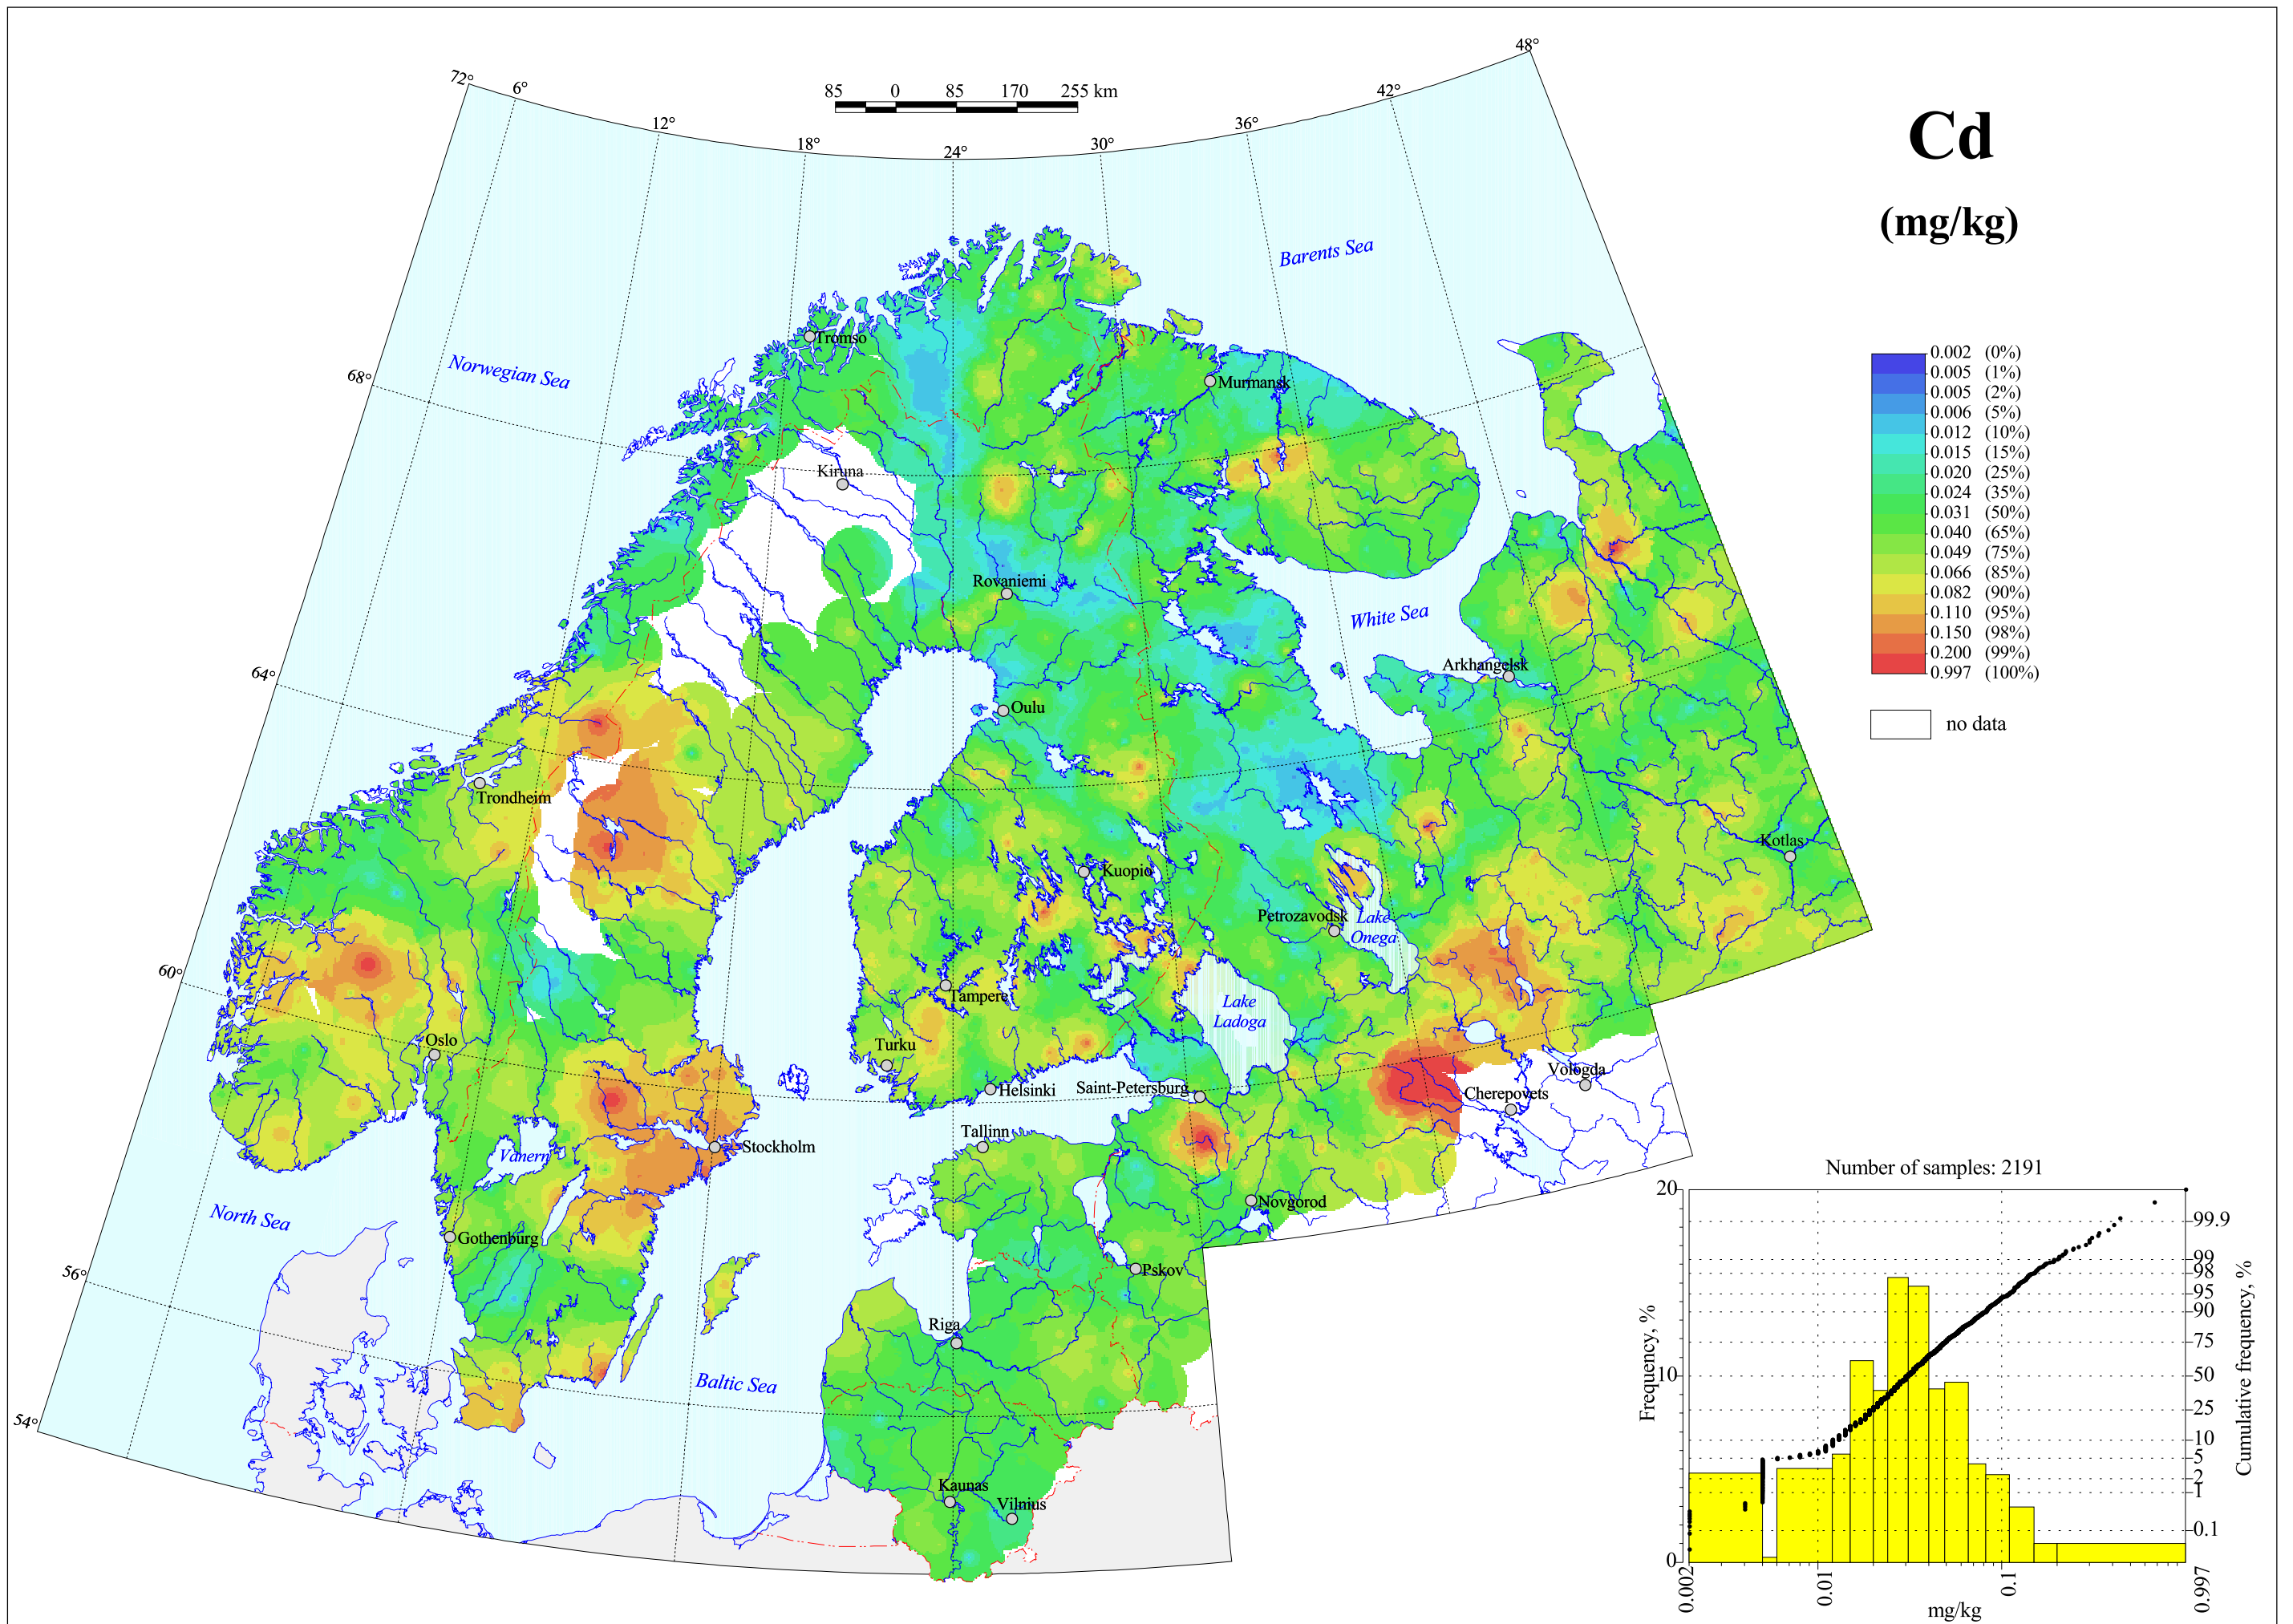 48°
72°
6°
85 0 85 170 255 km
42°
12°
36°
18°
24°
30°
Cd
(mg/kg)
Barents Sea
Tromso
Norwegian Sea
68°
Murmansk
0.002 (0%)
0.005 (1%)
0.005 (2%)
0.006 (5%)
0.012 (10%)
0.015 (15%)
0.020 (25%)
0.024 (35%)
0.031 (50%)
0.040 (65%)
0.049 (75%)
0.066 (85%)
0.082 (90%)
0.110 (95%)
0.150 (98%)
0.200 (99%)
0.997 (100%)
no data
Kiruna
Rovaniemi
White Sea
Arkhangelsk
64°
Oulu
Trondheim
Kotlas
Kuopio
Petrozavodsk
Lake
Onega
60°
Tampere
Lake
Ladoga
Oslo
Turku
Helsinki
Saint-Petersburg
Vologda
Cherepovets
Tallinn
Stockholm
Vanern
Novgorod
North Sea
Gothenburg
Pskov
56°
Riga
Baltic Sea
54°
Kaunas
Vilnius
Number of samples: 2191
20
10
0
Frequency, %
99.9
99
98
95
90
75
50
25
10
5
2
1
0.1
Cumulative frequency, %
0.002
0.01
0.1
0.997
mg/kg